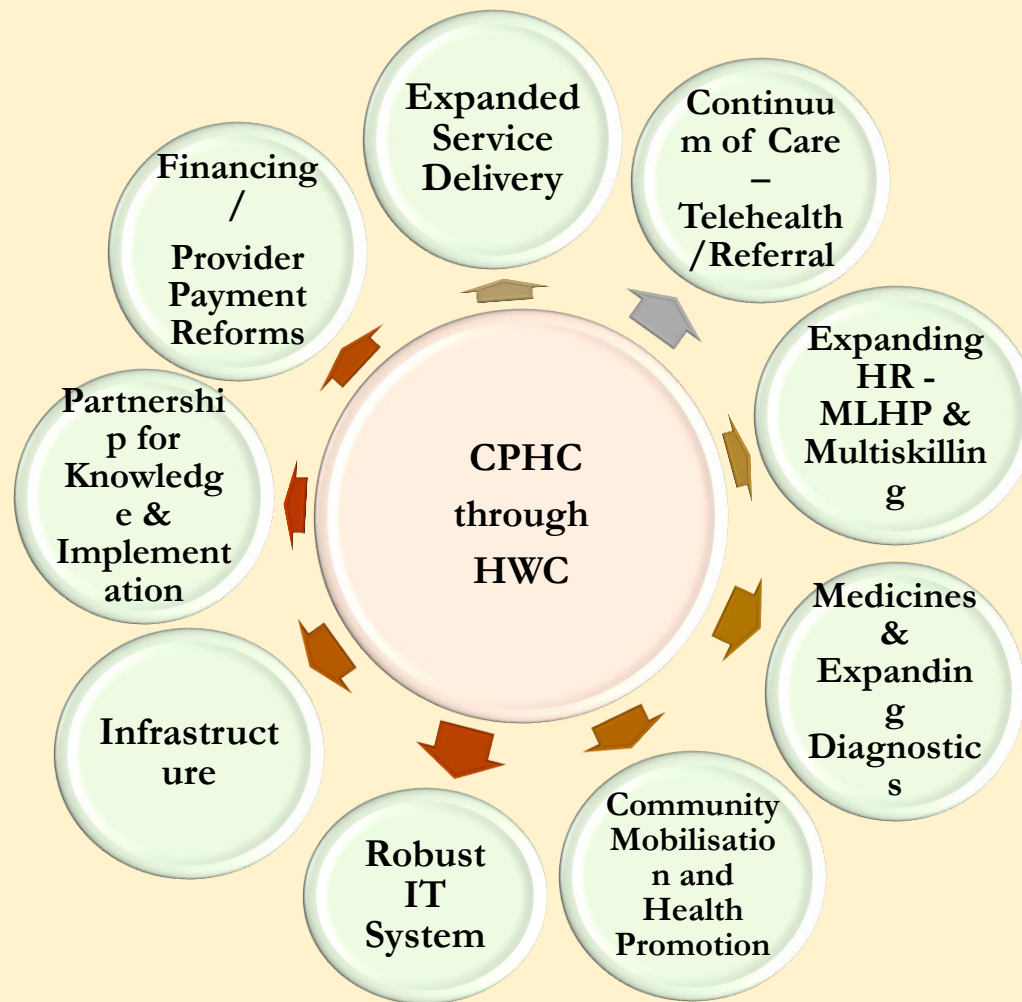 Expanded
Service
Delivery
Continuu
m of Care
–
Telehealth
/Referral
Expanding
HR -
MLHP &
Multiskillin
g
Medicines
&
Expandin
g
Diagnostic
s
Community
Mobilisatio
n and
Health
Promotion
Robust
IT
System
Infrastruct
ure
Partnershi
p for
Knowledg
e &
Implement
ation
Financing
/
Provider
Payment
Reforms
CPHC
through
HWC